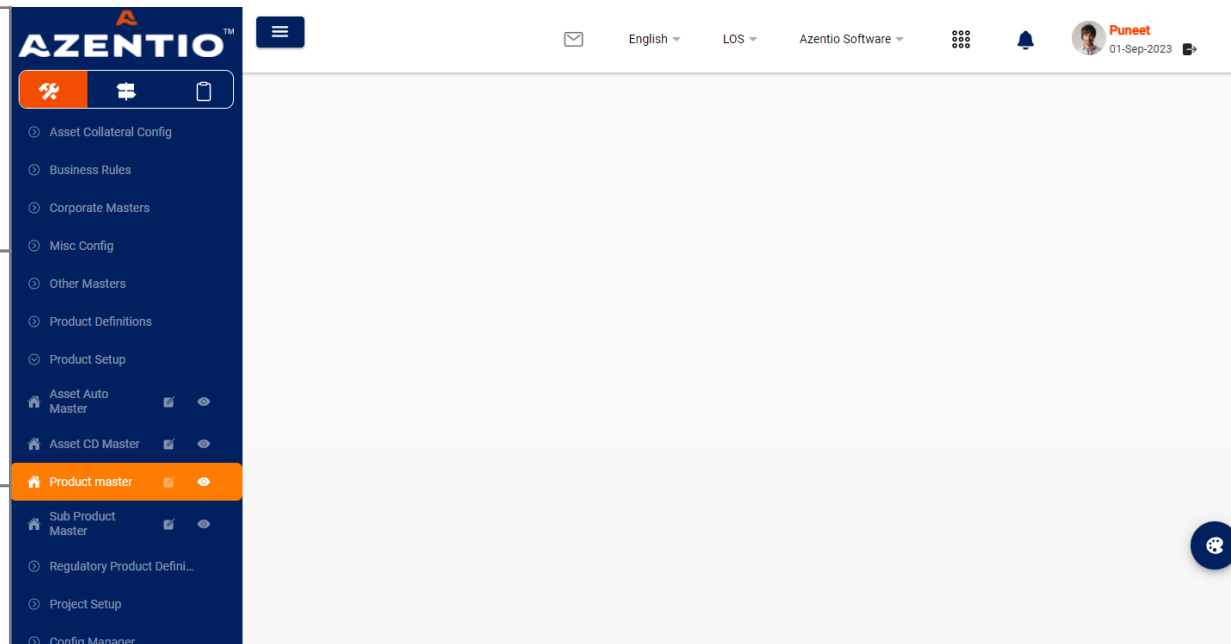 AZENTIO™
English
LOS
Azentio Software
Puneet
01-Sep-2023
Asset Collateral Config
Business Rules
Corporate Masters
Misc Config
Other Masters
Product Definitions
Product Setup
Asset Auto
Master
Asset CD Master
Product master
Sub Product
Master
Regulatory Product Defini...
Project Setup
Config Manager